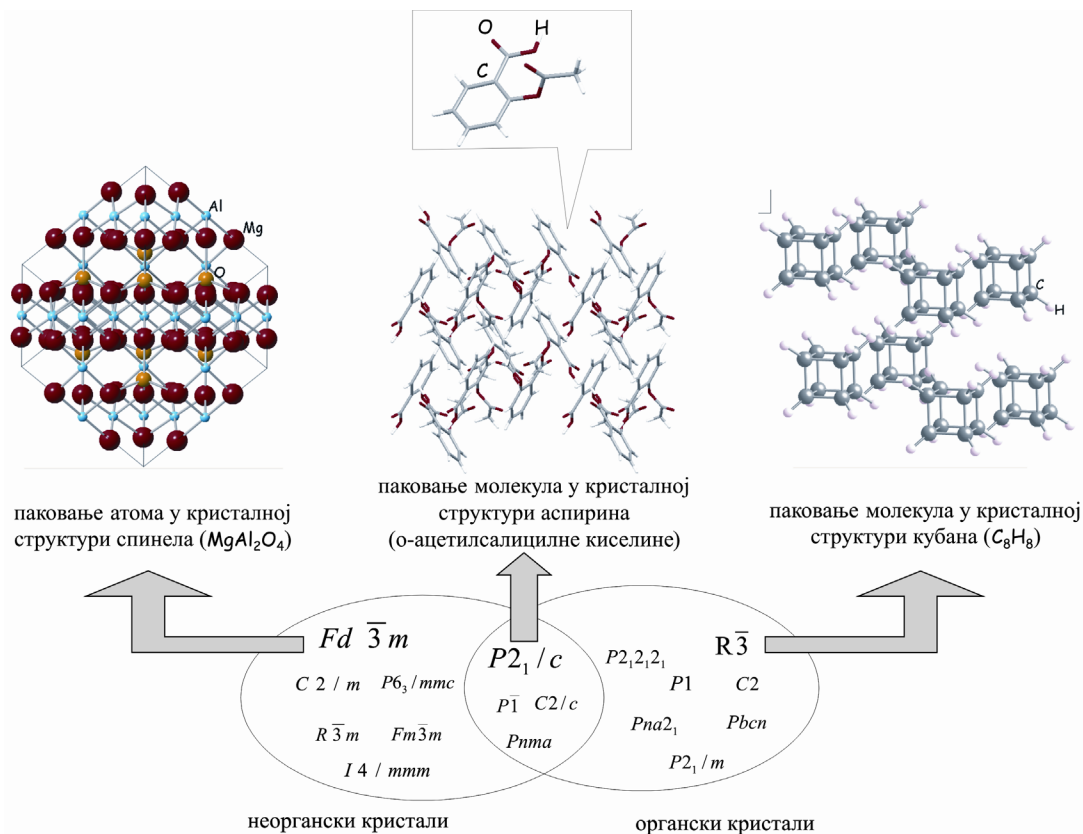 O H
C
Al
Mg
O
C
H
паковање атома у кристалној
структури спинела (MgAl₂O₄)
паковање молекула у кристалној
структури аспирина
(о-ацетилсалицилне киселине)
паковање молекула у кристалној
структури кубана (C₈H₈)
Fd 3̅ m
C 2 / m P6₃/mmc
R 3̅ m Fm3̅m
I 4 / mmm
P2₁ / c
P1̅ C2/c
Pnma
P2₁2₁2₁ R3̅
P1 C2
Pna2₁ Pbcn
P2₁ / m
неоргански кристали
органски кристали